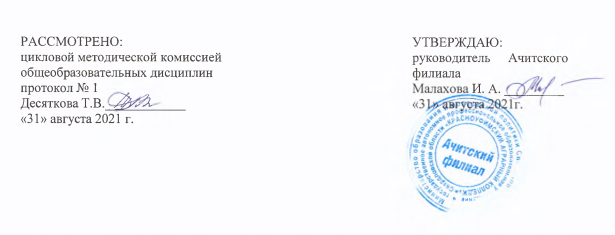 РАССМОТРЕНО:
цикловой методической комиссией
общеобразовательных дисциплин
протокол № 1
Десяткова Т.В.
«31» августа 2021 г.
УТВЕРЖДАЮ:
руководитель Ачитского
филиала
Малахова И. А.
«31» августа 2021г.
Ачитский
филиал